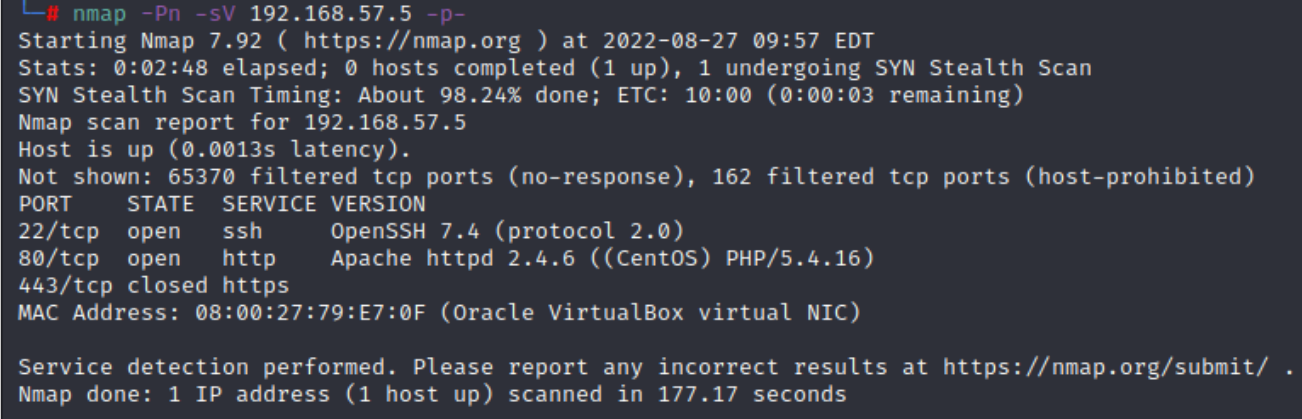 └─# nmap -Pn -sV 192.168.57.5 -p-
Starting Nmap 7.92 ( https://nmap.org ) at 2022-08-27 09:57 EDT
Stats: 0:02:48 elapsed; 0 hosts completed (1 up), 1 undergoing SYN Stealth Scan
SYN Stealth Scan Timing: About 98.24% done; ETC: 10:00 (0:00:03 remaining)
Nmap scan report for 192.168.57.5
Host is up (0.0013s latency).
Not shown: 65370 filtered tcp ports (no-response), 162 filtered tcp ports (host-prohibited)
PORT    STATE  SERVICE VERSION
22/tcp  open   ssh     OpenSSH 7.4 (protocol 2.0)
80/tcp  open   http    Apache httpd 2.4.6 ((CentOS) PHP/5.4.16)
443/tcp closed https
MAC Address: 08:00:27:79:E7:0F (Oracle VirtualBox virtual NIC)
Service detection performed. Please report any incorrect results at https://nmap.org/submit/ .
Nmap done: 1 IP address (1 host up) scanned in 177.17 seconds